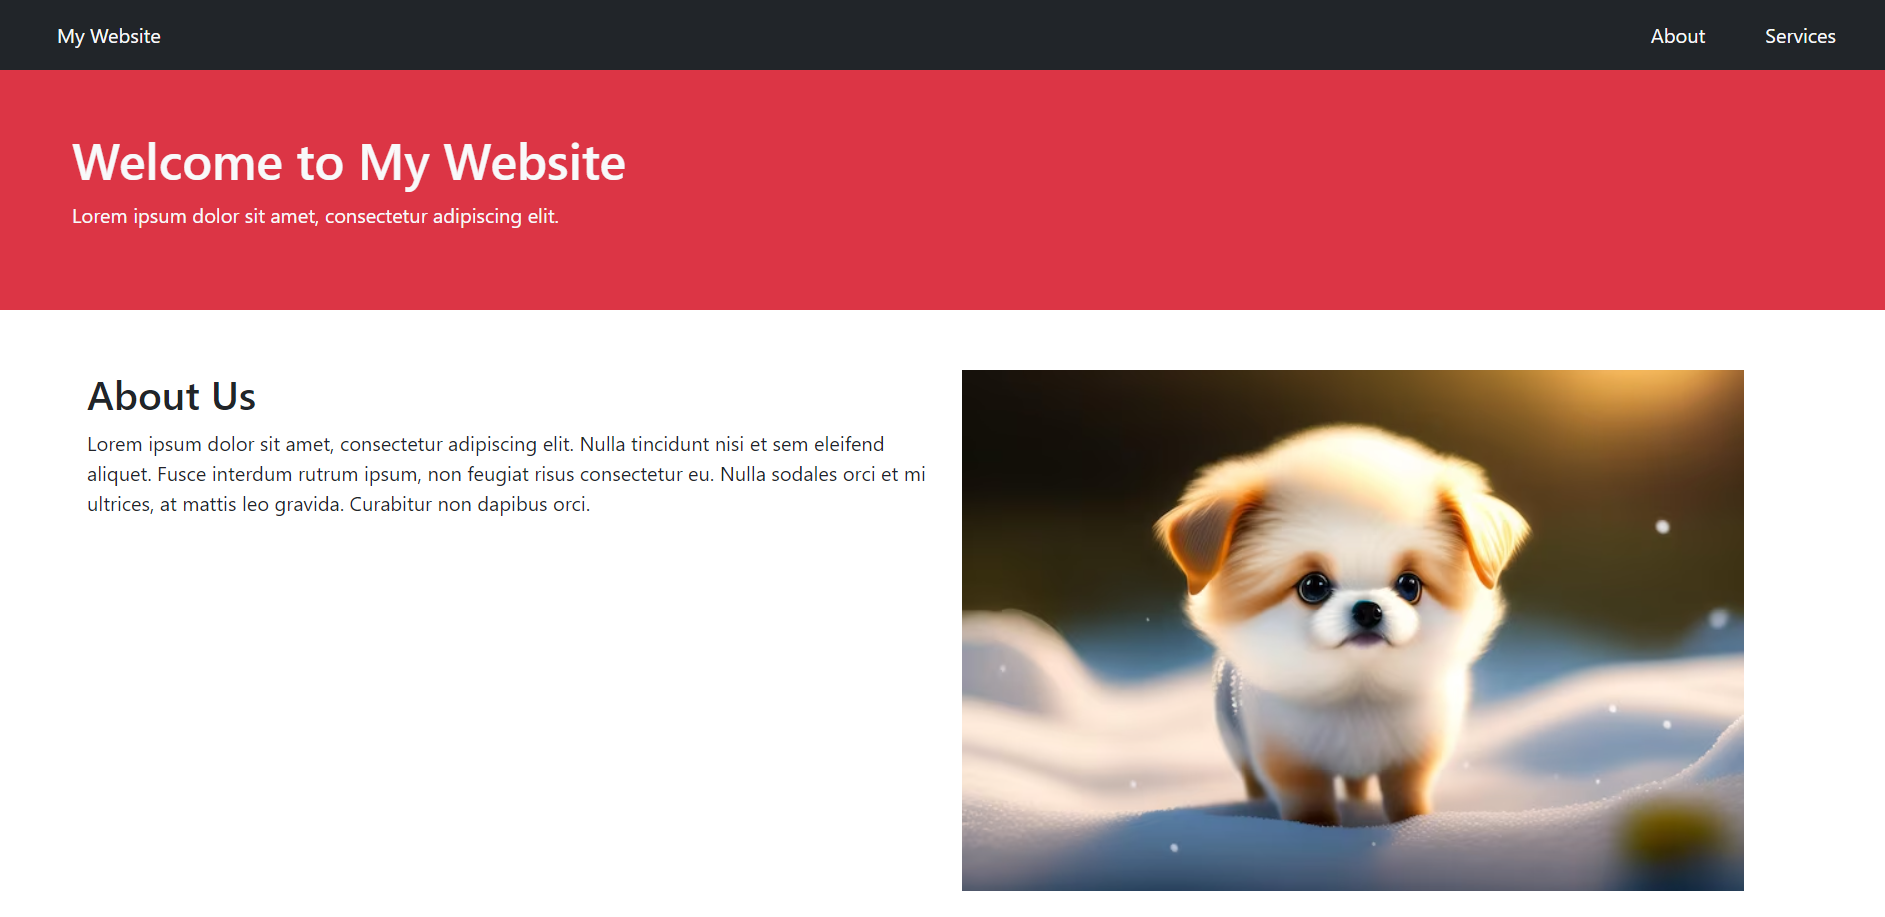 My Website
About
Services
Welcome to My Website
Lorem ipsum dolor sit amet, consectetur adipiscing elit.
About Us
Lorem ipsum dolor sit amet, consectetur adipiscing elit. Nulla tincidunt nisi et sem eleifend
aliquet. Fusce interdum rutrum ipsum, non feugiat risus consectetur eu. Nulla sodales orci et mi
ultrices, at mattis leo gravida. Curabitur non dapibus orci.